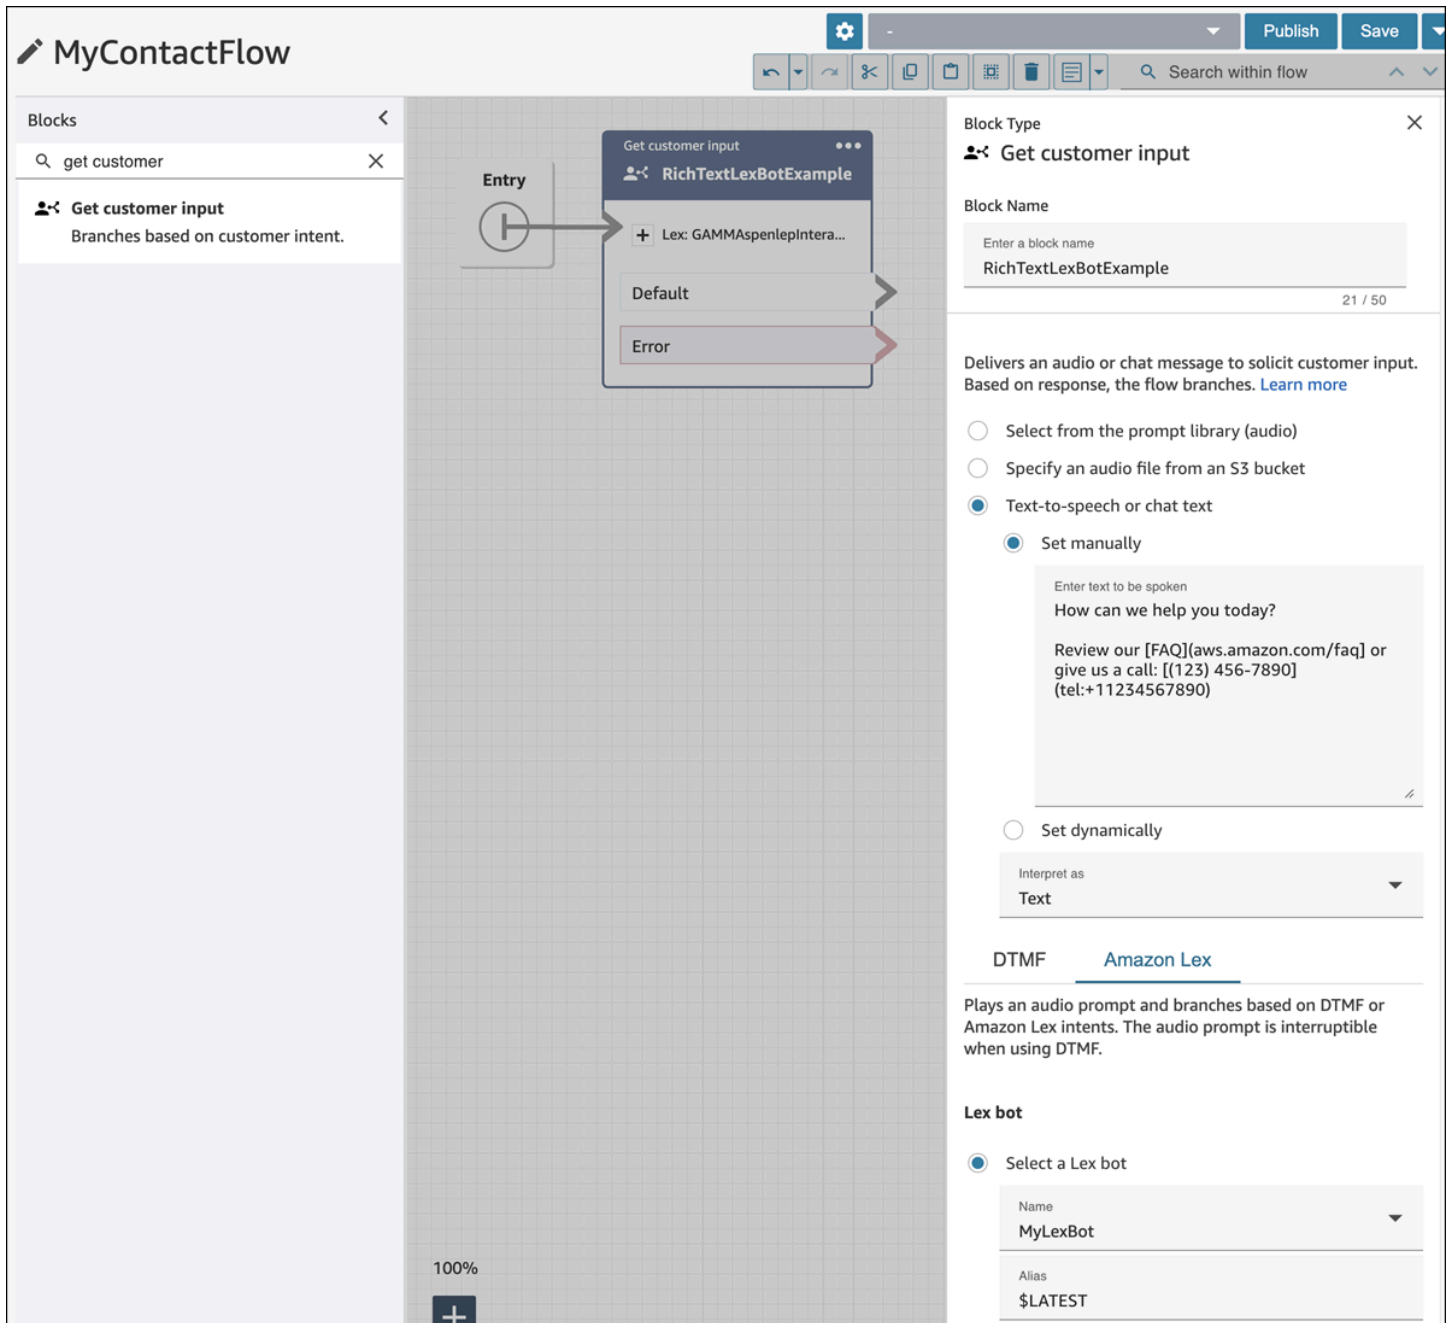 MyContactFlow
-
Publish
Save
Search within flow
Blocks
get customer
Get customer input
Branches based on customer intent.
Entry
Get customer input
RichTextLexBotExample
Lex: GAMMAspenlepIntera...
Default
Error
100%
Block Type
Get customer input
Block Name
Enter a block name
RichTextLexBotExample
21 / 50
Delivers an audio or chat message to solicit customer input.
Based on response, the flow branches. Learn more
Select from the prompt library (audio)
Specify an audio file from an S3 bucket
Text-to-speech or chat text
Set manually
Enter text to be spoken
How can we help you today?
Review our [FAQ](aws.amazon.com/faq] or
give us a call: [(123) 456-7890]
(tel:+11234567890)
Set dynamically
Interpret as
Text
DTMF
Amazon Lex
Plays an audio prompt and branches based on DTMF or
Amazon Lex intents. The audio prompt is interruptible
when using DTMF.
Lex bot
Select a Lex bot
Name
MyLexBot
Alias
$LATEST